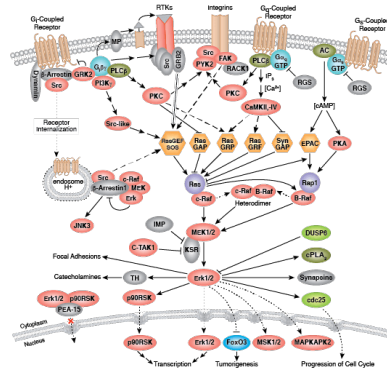 Gi-Coupled
Receptor
MP
RTKs
Integrins
Gq-Coupled
Receptor
AC
Gs-Coupled
Receptor
Dynamin
β-Arrestin
Src
GRK2
PI3K
PLCβ
Src
GRB2
Src
PYK2
FAK
RACK1
PLCβ
Gαq
GTP
Gαs
GTP
RGS
RGS
PKC
PKC
IP3
[Ca2+]
CaMKII,-IV
[cAMP]
Receptor
Internalization
Src-like
RasGEF
SOS
Ras
GAP
Ras
GRP
Ras
GRF
Syn
GAP
EPAC
PKA
endosome
H+
Src
β-Arrestin1
c-Raf
MeK
Erk
JNK3
Ras
Rap1
c-Raf
c-Raf
B-Raf
B-Raf
Heterodimer
IMP
C-TAK1
KSR
MEK1/2
Focal Adhesions
Catecholamines
TH
Erk1/2
DUSP6
cPLA2
Synapsins
cdc25
Erk1/2
p90RSK
PEA-15
p90RSK
Cytoplasm
Nucleus
p90RSK
Erk1/2
FoxO3
MSK1/2
MAPKAPK2
Transcription
Tumorigenesis
Progression of Cell Cycle